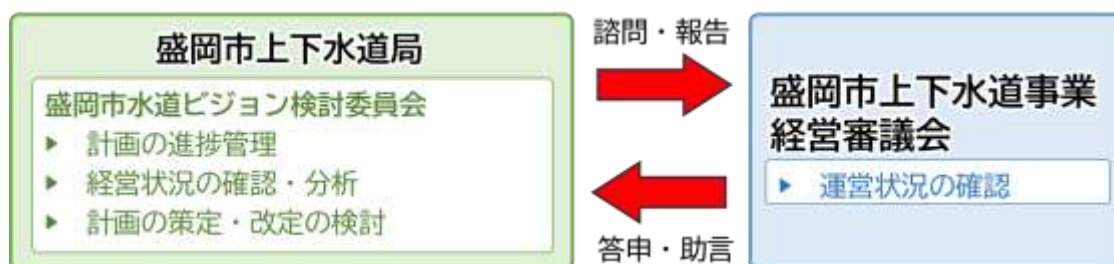 盛岡市上下水道局
盛岡市水道ビジョン検討委員会
▶ 計画の進捗管理
▶ 経営状況の確認・分析
▶ 計画の策定・改定の検討
諮問・報告
答申・助言
盛岡市上下水道事業
経営審議会
▶ 運営状況の確認